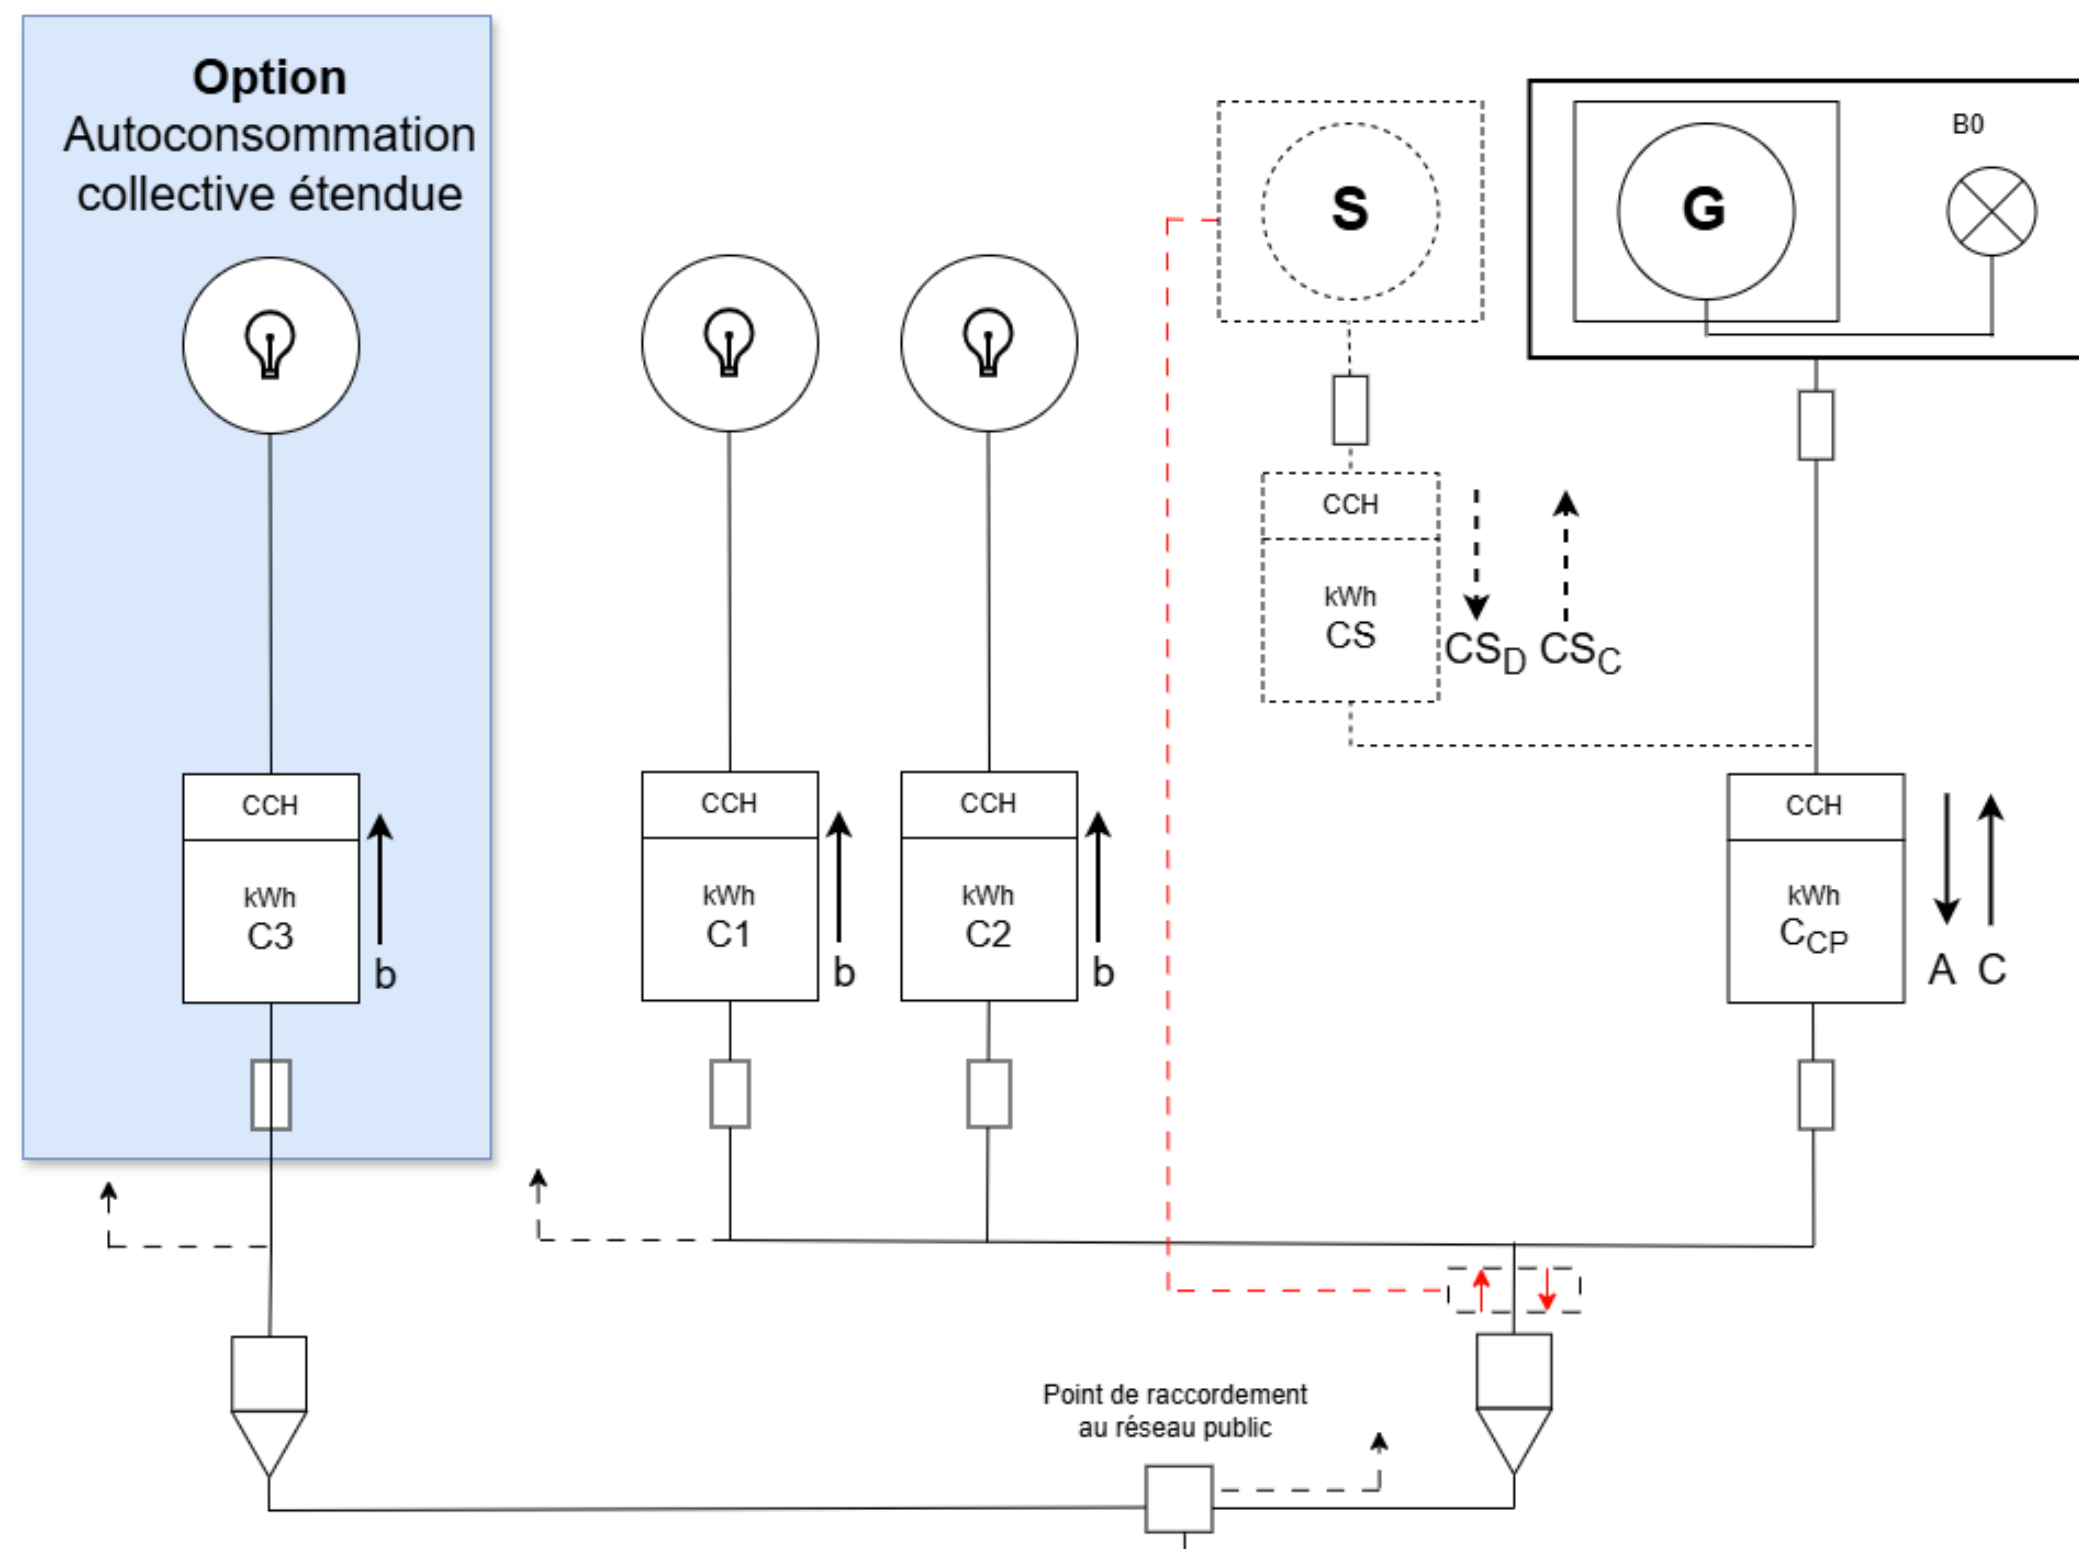 Option
Autoconsommation
collective étendue
S
G
B0
CCH
kWh
CS
CSD
CSC
CCH
kWh
C3
b
CCH
kWh
C1
b
CCH
kWh
C2
b
CCH
kWh
CCP
A
C
Point de raccordement
au réseau public